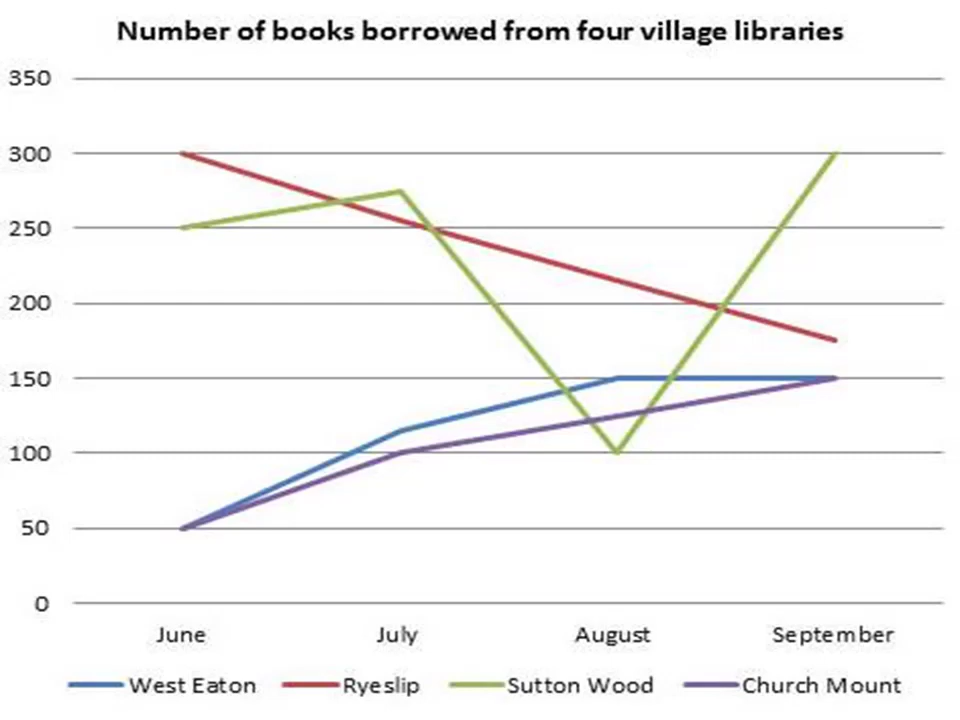 Number of books borrowed from four village libraries
350
300
250
200
150
100
50
0
June July August September
West Eaton Ryeslip Sutton Wood Church Mount